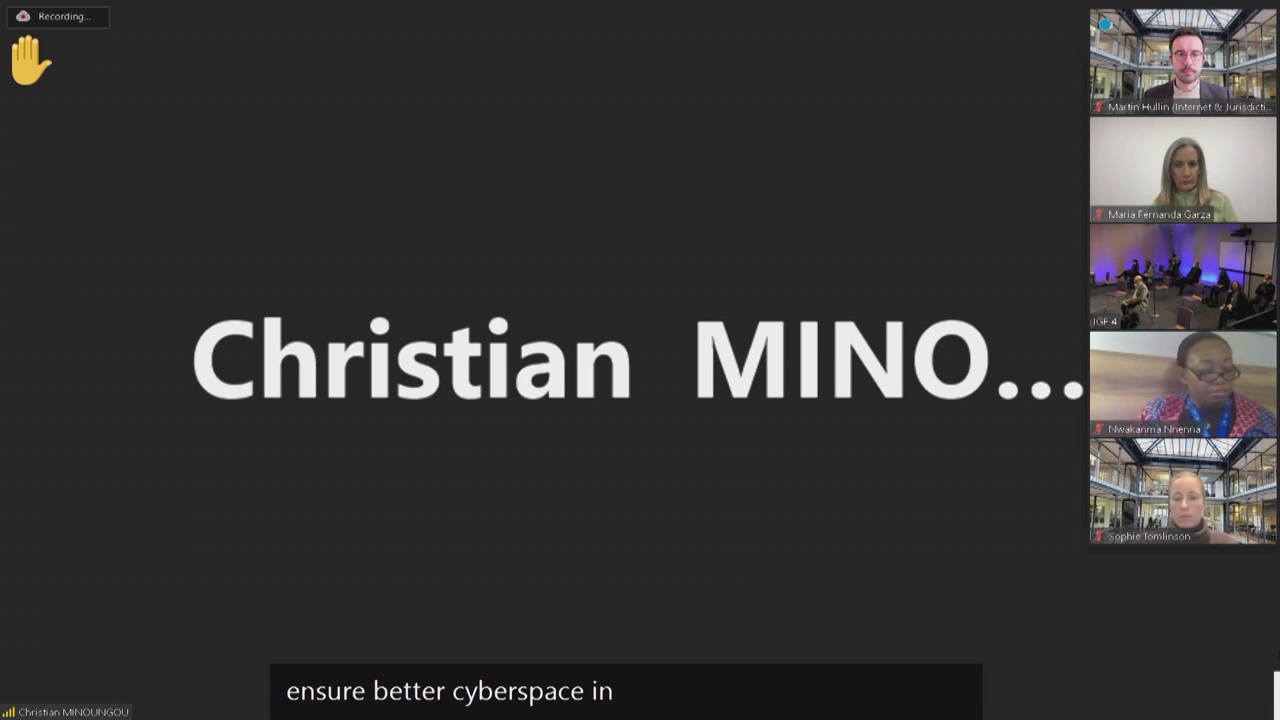 Recording...
Martin Hullin (Internet & Jurisdicti...
Maria Fernanda Garza
IGF 4
Nwakanma Nnenna
Sophie Tomlinson
Christian MINO...
ensure better cyberspace in
Christian MINOUNGOU